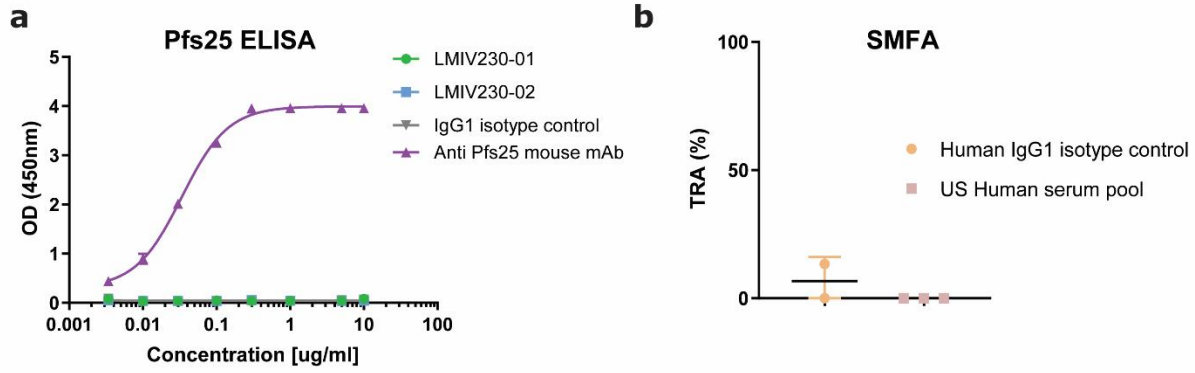 a
Pfs25 ELISA
5
4
3
2
1
0
OD (450nm)
0.001
0.01
0.1
1
10
100
Concentration [ug/ml]
LMIV230-01
LMIV230-02
IgG1 isotype control
Anti Pfs25 mouse mAb
b
SMFA
100
50
0
TRA (%)
Human IgG1 isotype control
US Human serum pool